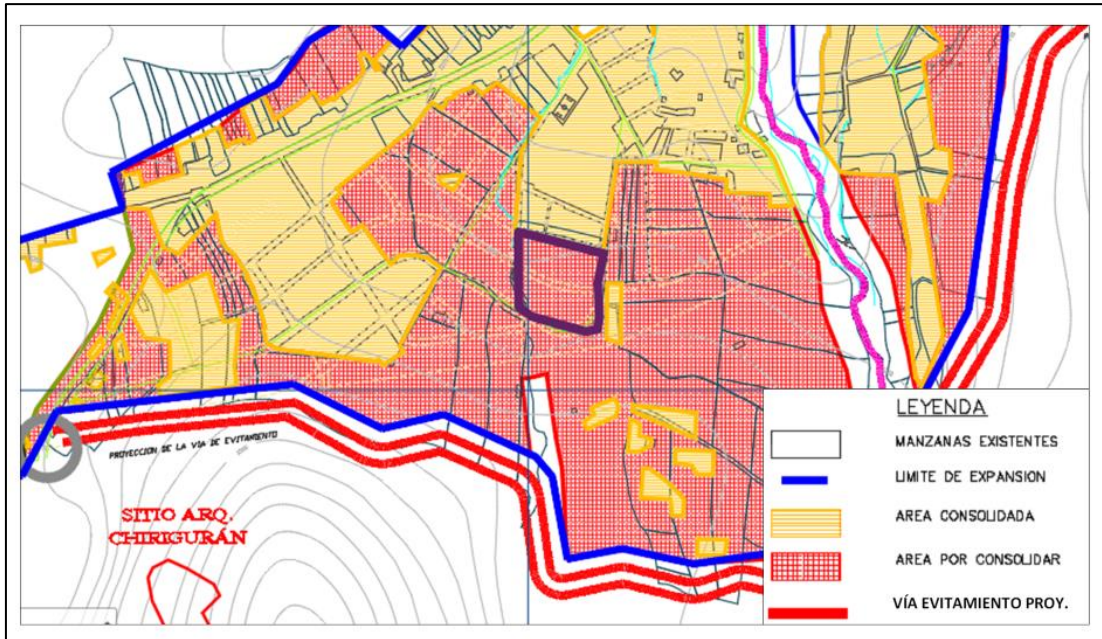 PROYECCION DE LA VIA DE EVITAMIENTO
SITIO ARQ.
CHIRIGURÁN
LEYENDA
MANZANAS EXISTENTES
LIMITE DE EXPANSION
AREA CONSOLIDADA
AREA POR CONSOLIDAR
VÍA EVITAMIENTO PROY.